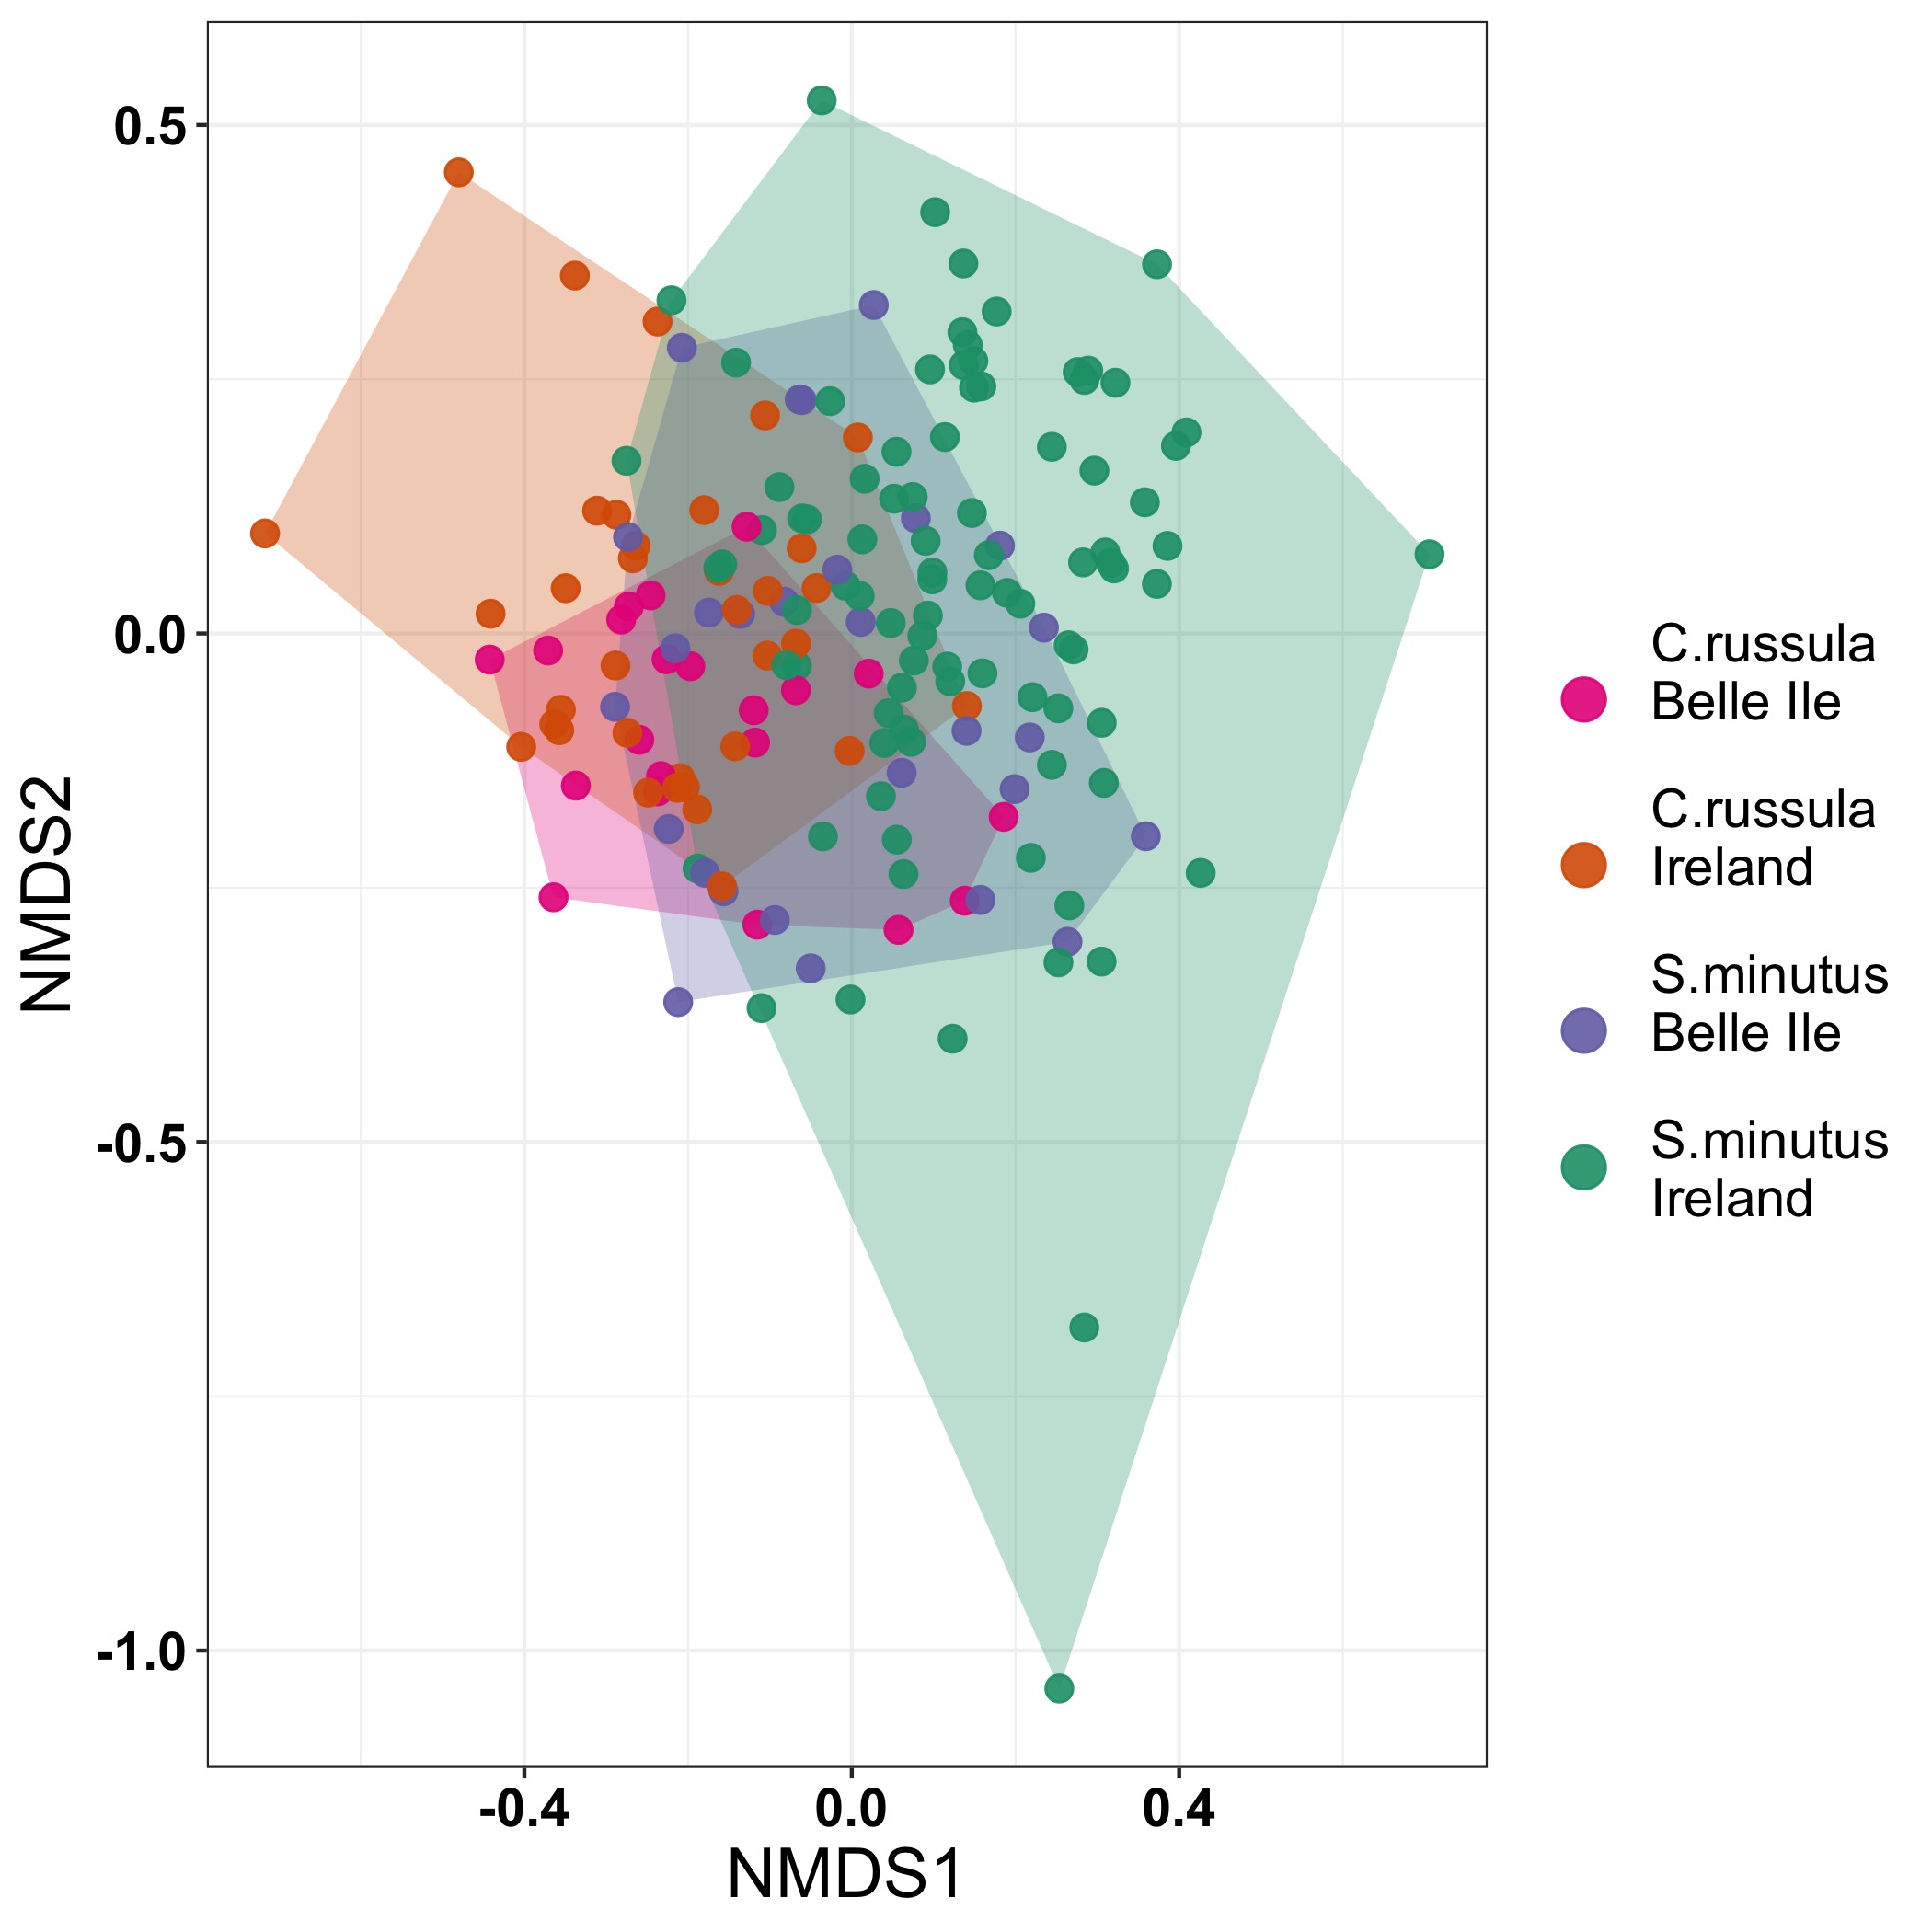 0.5
0.0
-0.5
-1.0
NMDS2
-0.4 0.0 0.4
NMDS1
C.russula
Belle Ile
C.russula
Ireland
S.minutus
Belle Ile
S.minutus
Ireland